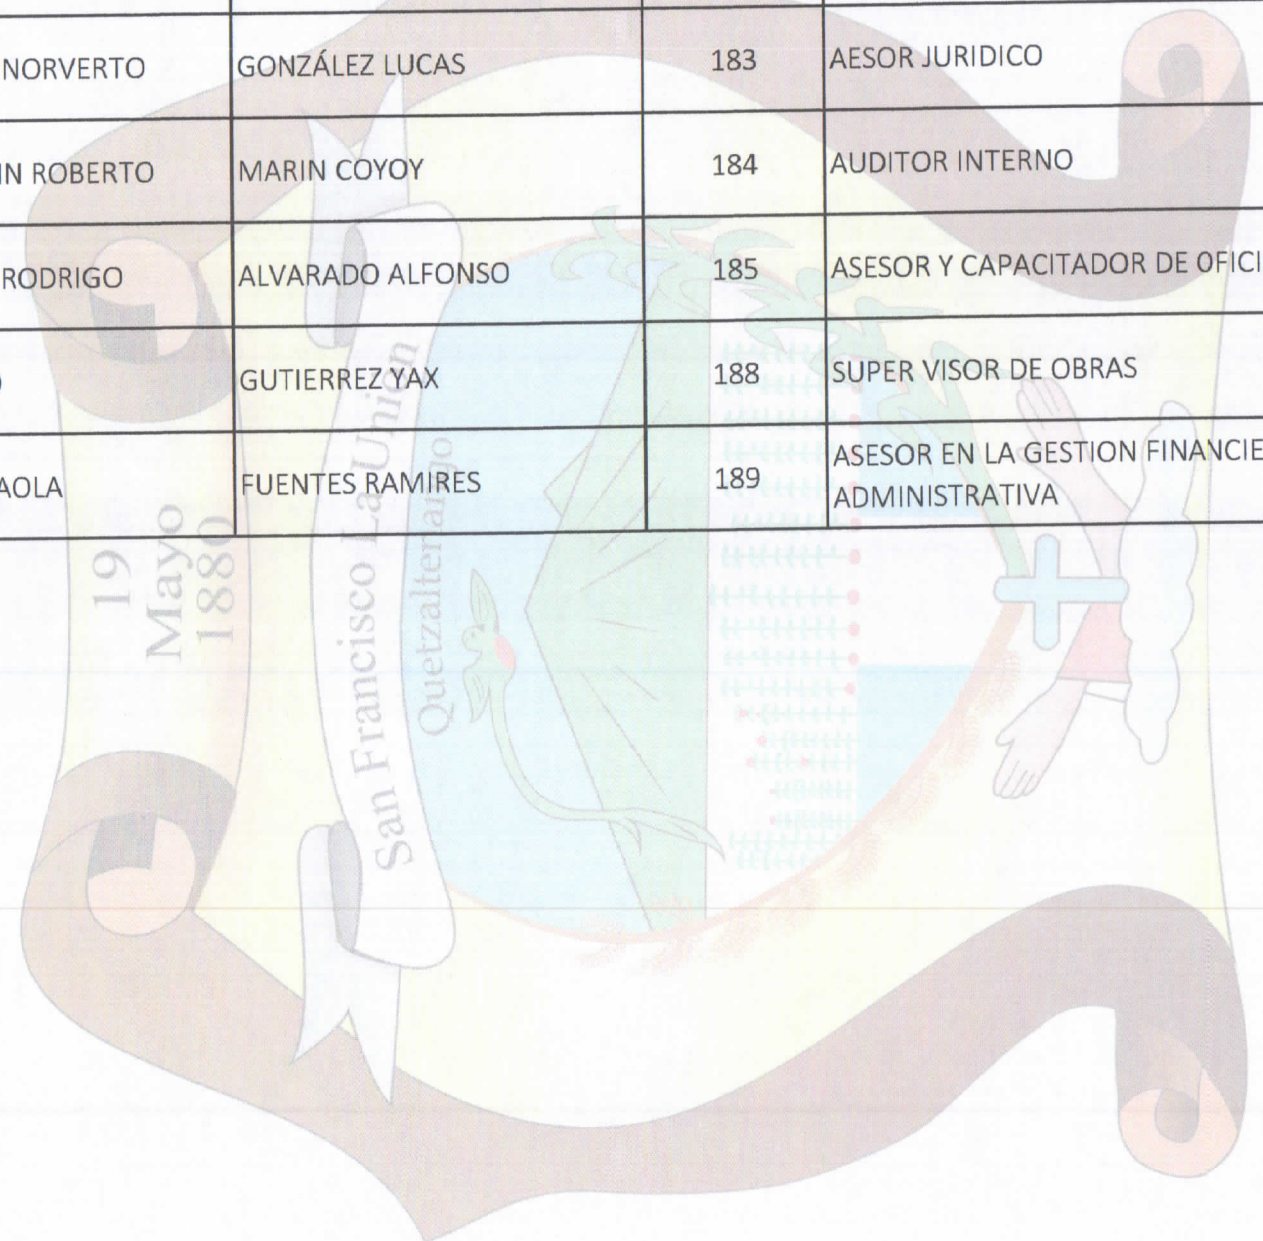 NORVERTO GONZÁLEZ LUCAS 183 AESOR JURIDICO
IN ROBERTO MARIN COYOY 184 AUDITOR INTERNO
RODRIGO ALVARADO ALFONSO 185 ASESOR Y CAPACITADOR DE OFICI
GUTIERREZ YAX 188 SUPER VISOR DE OBRAS
AOLA FUENTES RAMIRES 189 ASESOR EN LA GESTION FINANCIE
ADMINISTRATIVA
19
Mayo
1880
San Francisco La Unión
Quetzaltenango